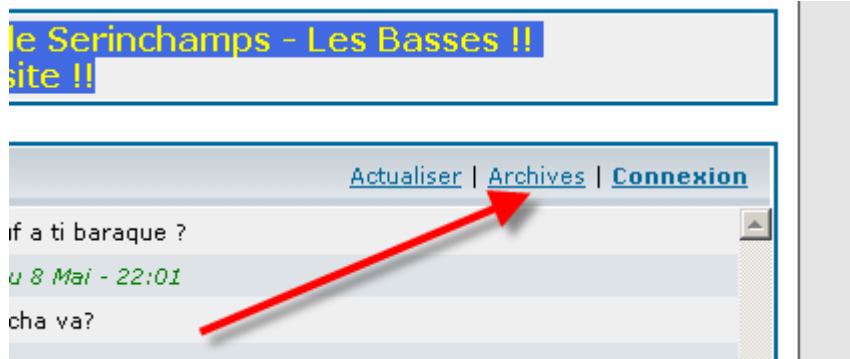 le Serinchamps - Les Basses !!
site !!
Actualiser | Archives | Connexion
a ti baraque ?
8 Mai - 22:01
cha va?